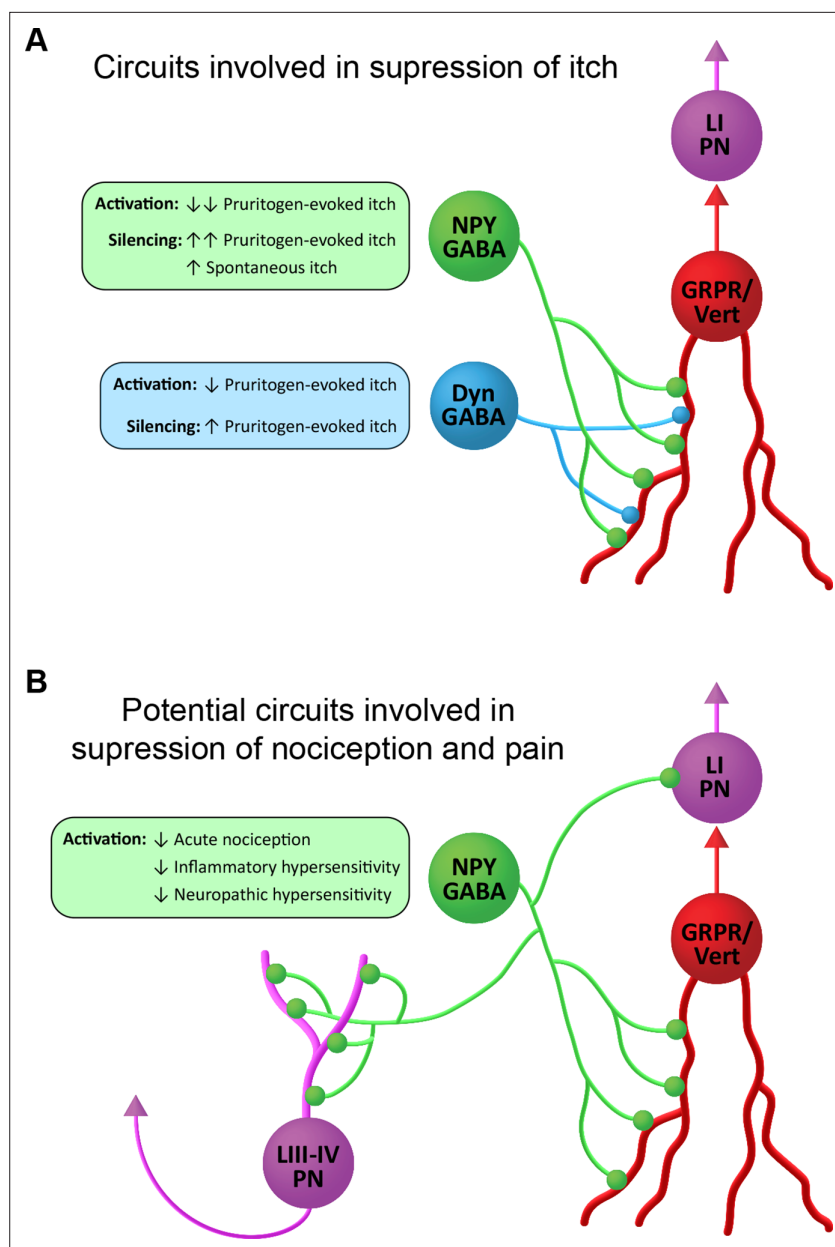 A
Circuits involved in supression of itch
LI
PN
Activation: ↓↓ Pruritogen-evoked itch
Silencing: ↑↑ Pruritogen-evoked itch
↑ Spontaneous itch
NPY
GABA
GRPR/
Vert
Activation: ↓ Pruritogen-evoked itch
Silencing: ↑ Pruritogen-evoked itch
Dyn
GABA
B
Potential circuits involved in
supression of nociception and pain
LI
PN
Activation: ↓ Acute nociception
↓ Inflammatory hypersensitivity
↓ Neuropathic hypersensitivity
NPY
GABA
GRPR/
Vert
LIII-IV
PN